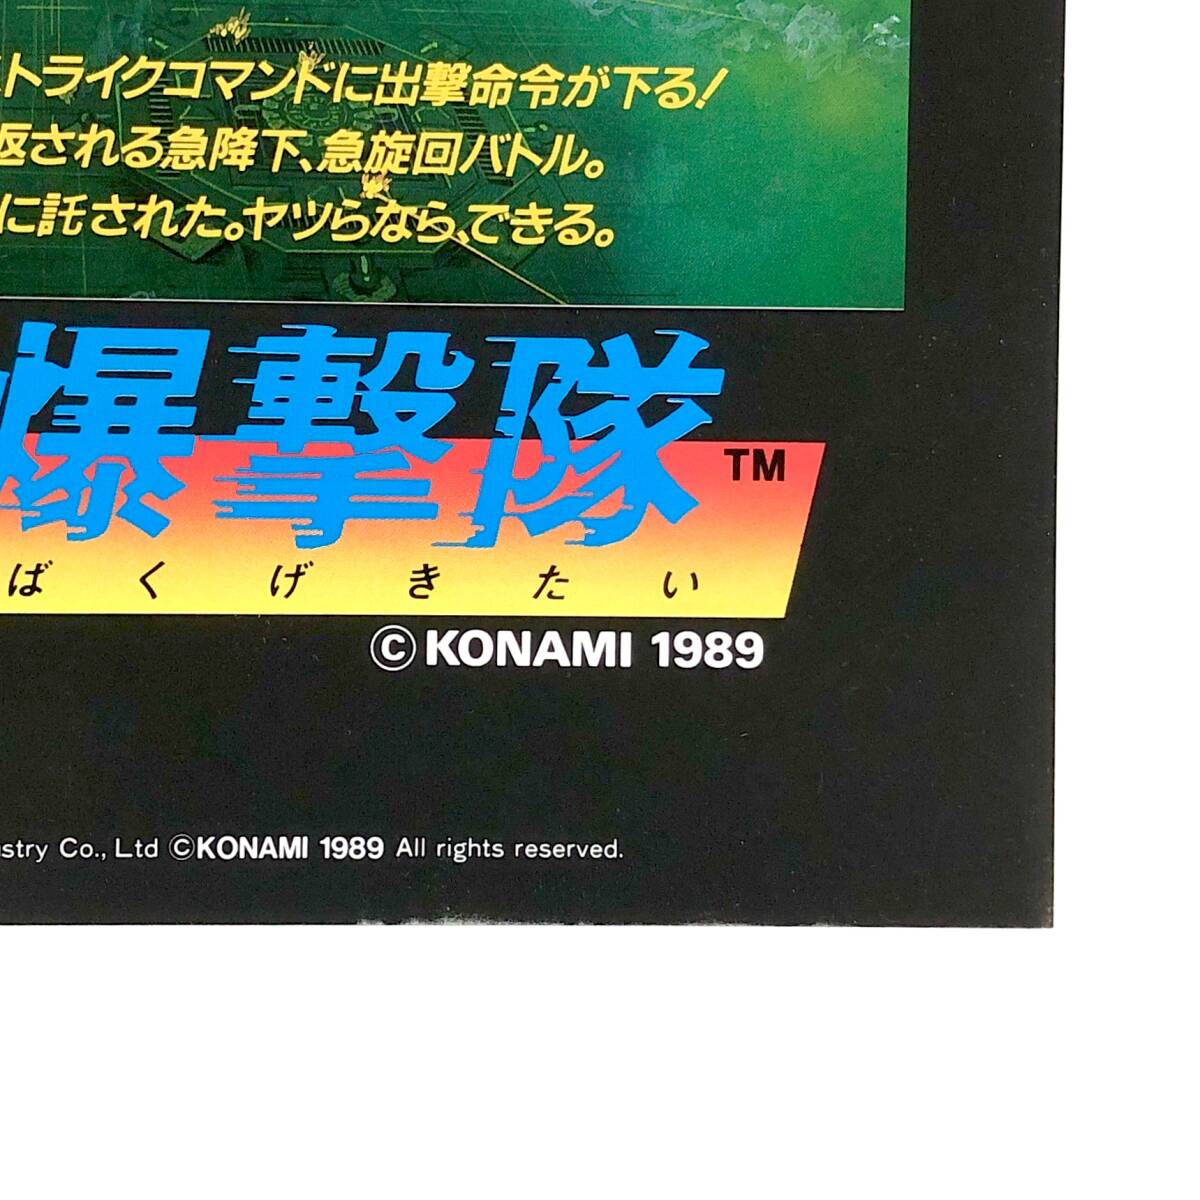 ストライクコマンドに出撃命令が下る!
返される急降下、急旋回バトル。
に託された。ヤツらなら、できる。
爆撃隊 TM
ばくげきたい
©KONAMI 1989
stry Co., Ltd ©KONAMI 1989 All rights reserved.